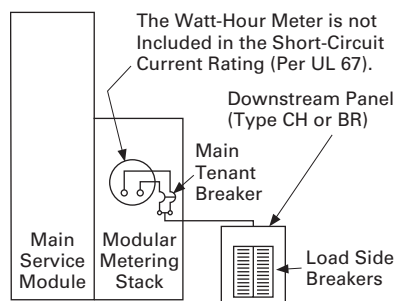 The Watt-Hour Meter is not
Included in the Short-Circuit
Current Rating (Per UL 67).
Downstream Panel
(Type CH or BR)
Main
Tenant
Breaker
Main
Service
Module
Modular
Metering
Stack
Load Side
Breakers